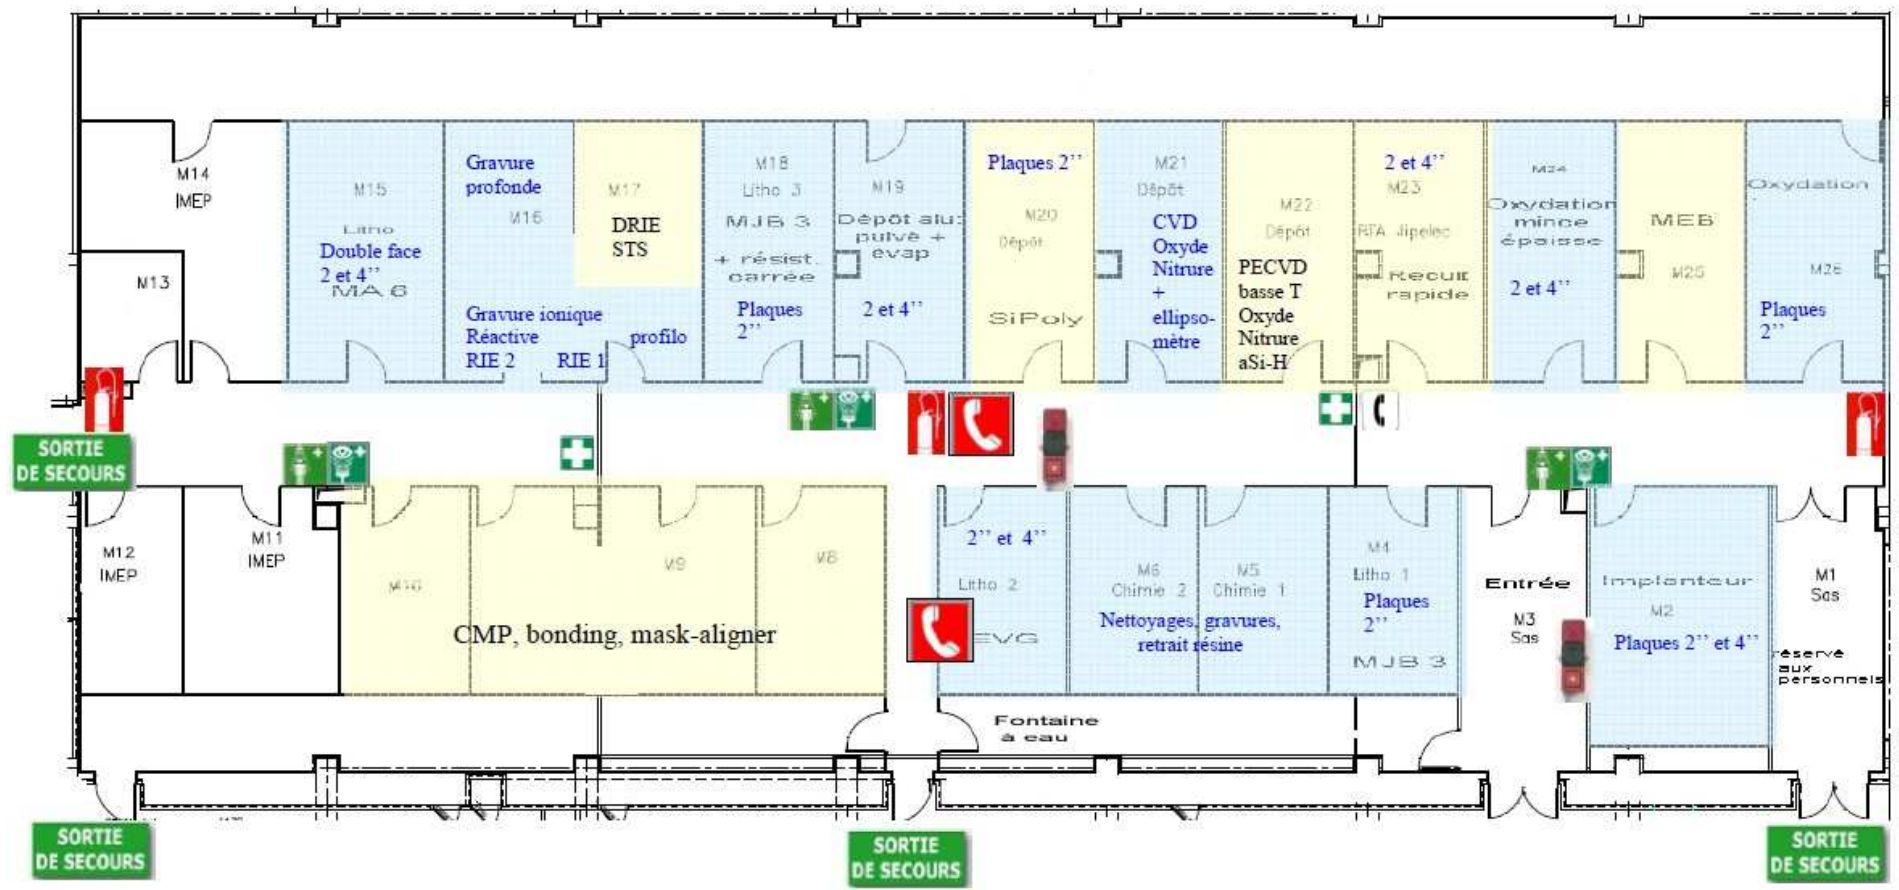 M14
IMEP
M13
M15
Litho
Double face
2 et 4’’
MA 6
Gravure
profonde
M16
Gravure ionique
Réactive
RIE 2
RIE 1
profilo
M17
DRIE
STS
M18
Litho 3
MJB 3
+ résist.
carrée
Plaques
2’’
M19
Dépôt alu:
pulvé +
évap
2 et 4’’
Plaques 2’’
M20
Dépôt
SiPoly
M21
Dépôt
CVD
Oxyde
Nitrure
+
ellipso-
mètre
M22
Dépôt
PECVD
basse T
Oxyde
Nitrure
aSi-H
2 et 4’’
M23
RTA Jipelec
Recuit
rapide
M24
Oxydation
mince
épaisse
2 et 4’’
MEB
M25
Oxydation
M26
Plaques
2’’
SORTIE
DE SECOURS
M12
IMEP
M11
IMEP
M10
M9
M8
CMP, bonding, mask-aligner
2’’ et 4’’
Litho 2
EVG
M6
Chimie 2
M5
Chimie 1
Nettoyages, gravures,
retrait résine
M4
Litho 1
Plaques
2’’
MJB 3
Entrée
M3
Sas
Implanteur
M2
Plaques 2’’ et 4’’
M1
Sas
réservé
aux
personnels
Fontaine
à eau
SORTIE
DE SECOURS
SORTIE
DE SECOURS
SORTIE
DE SECOURS